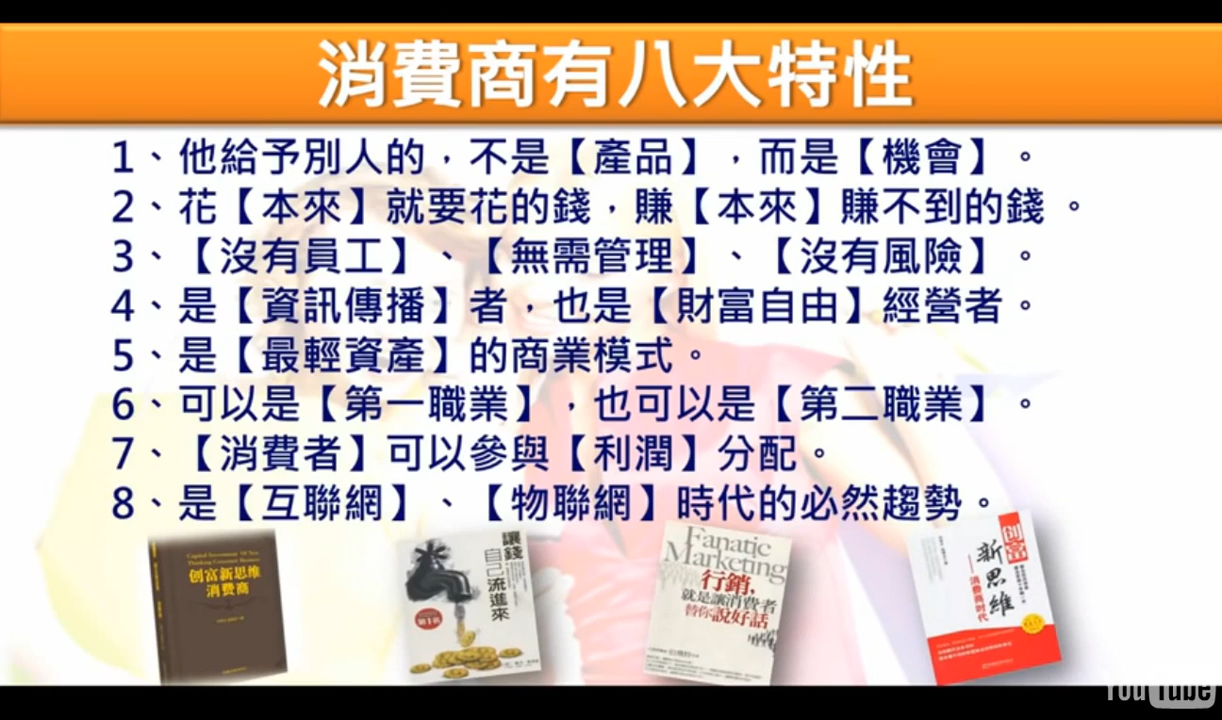 消費商有八大特性
1、他給予別人的，不是【產品】，而是【機會】。
2、花【本來】就要花的錢，賺【本來】賺不到的錢 。
3、【沒有員工】、【無需管理】、【沒有風險】。
4、是【資訊傳播】者，也是【財富自由】經營者。
5、是【最輕資產】的商業模式。
6、可以是【第一職業】，也可以是【第二職業】。
7、【消費者】可以參與【利潤】分配。
8、是【互聯網】、【物聯網】時代的必然趨勢。
创富新思维
消费商
讓錢
自己流進來
Fanatic
Marketing
行銷，
就是讓消費者
替你說好話
创富
新思维
消费商时代
YouTube